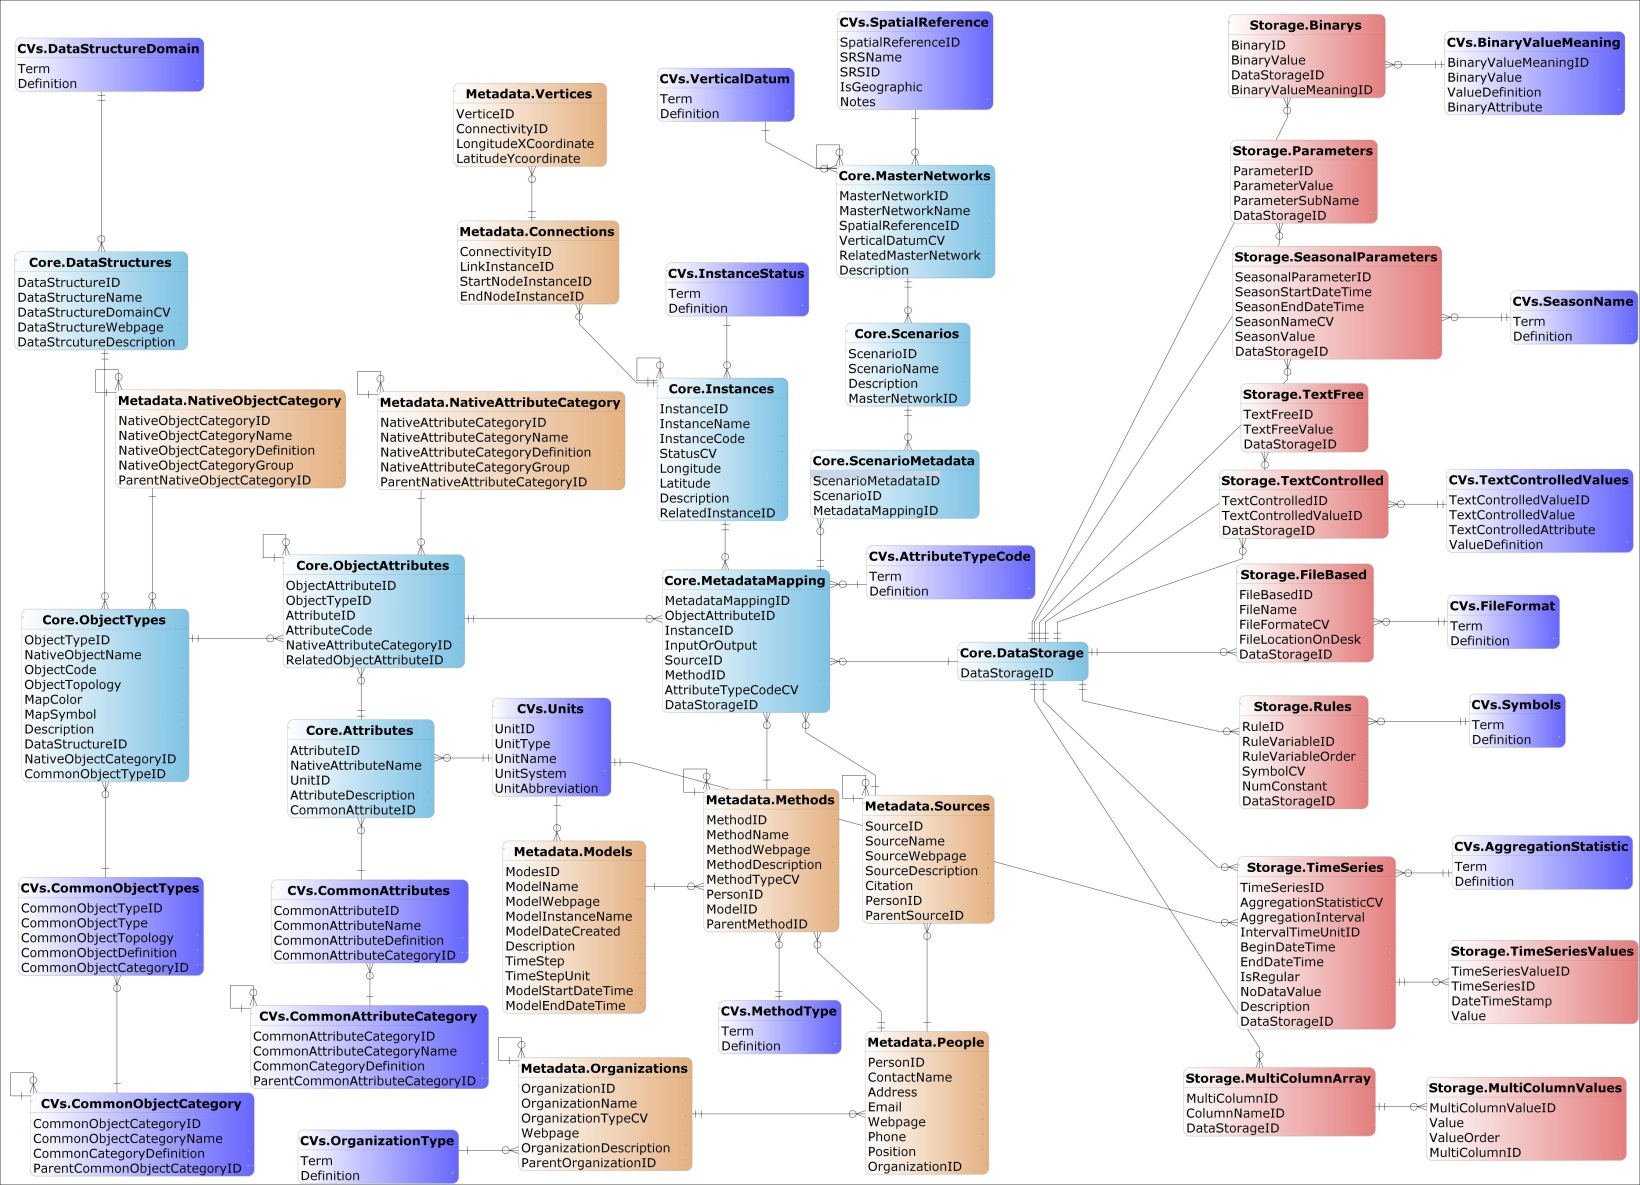 CVs.DataStructureDomain
Term
Definition
Core.DataStructures
DataStructureID
DataStructureName
DataStructureDomainCV
DataStructureWebpage
DataStrcutureDescription
Metadata.NativeObjectCategory
NativeObjectCategoryID
NativeObjectCategoryName
NativeObjectCategoryDefinition
NativeObjectCategoryGroup
ParentNativeObjectCategoryID
Core.ObjectTypes
ObjectTypeID
NativeObjectName
ObjectCode
ObjectTopology
MapColor
MapSymbol
Description
DataStructureID
NativeObjectCategoryID
CommonObjectTypeID
CVs.CommonObjectTypes
CommonObjectTypeID
CommonObjectType
CommonObjectTopology
CommonObjectDefinition
CommonObjectCategoryID
CVs.CommonObjectCategory
CommonObjectCategoryID
CommonObjectCategoryName
CommonCategoryDefinition
ParentCommonObjectCategoryID
Metadata.NativeAttributeCategory
NativeAttributeCategoryID
NativeAttributeCategoryName
NativeAttributeCategoryDefinition
NativeAttributeCategoryGroup
ParentNativeAttributeCategoryID
Core.ObjectAttributes
ObjectAttributeID
ObjectTypeID
AttributeID
AttributeCode
NativeAttributeCategoryID
RelatedObjectAttributeID
Core.Attributes
AttributeID
NativeAttributeName
UnitID
AttributeDescription
CommonAttributeID
CVs.CommonAttributes
CommonAttributeID
CommonAttributeName
CommonAttributeDefinition
CommonAttributeCategoryID
CVs.CommonAttributeCategory
CommonAttributeCategoryID
CommonAttributeCategoryName
CommonCategoryDefinition
ParentCommonAttributeCategoryID
CVs.OrganizationType
Term
Definition
Metadata.Vertices
VerticeID
ConnectivityID
LongitudeXCoordinate
LatitudeYcoordinate
Metadata.Connections
ConnectivityID
LinkInstanceID
StartNodeInstanceID
EndNodeInstanceID
CVs.Units
UnitID
UnitType
UnitName
UnitSystem
UnitAbbreviation
Metadata.Models
ModesID
ModelName
ModelWebpage
ModelInstanceName
ModelDateCreated
Description
TimeStep
TimeStepUnit
ModelStartDateTime
ModelEndDateTime
Metadata.Organizations
OrganizationID
OrganizationName
OrganizationTypeCV
Webpage
OrganizationDescription
ParentOrganizationID
CVs.VerticalDatum
Term
Definition
CVs.InstanceStatus
Term
Definition
Core.Instances
InstanceID
InstanceName
InstanceCode
StatusCV
Longitude
Latitude
Description
RelatedInstanceID
Core.MetadataMapping
MetadataMappingID
ObjectAttributeID
InstanceID
InputOrOutput
SourceID
MethodID
AttributeTypeCodeCV
DataStorageID
Metadata.Methods
MethodID
MethodName
MethodWebpage
MethodDescription
MethodTypeCV
PersonID
ModelID
ParentMethodID
CVs.MethodType
Term
Definition
CVs.SpatialReference
SpatialReferenceID
SRSName
SRSID
IsGeographic
Notes
Core.MasterNetworks
MasterNetworkID
MasterNetworkName
SpatialReferenceID
VerticalDatumCV
RelatedMasterNetwork
Description
Core.Scenarios
ScenarioID
ScenarioName
Description
MasterNetworkID
Core.ScenarioMetadata
ScenarioMetadataID
ScenarioID
MetadataMappingID
CVs.AttributeTypeCode
Term
Definition
Core.DataStorage
DataStorageID
Metadata.Sources
SourceID
SourceName
SourceWebpage
SourceDescription
Citation
PersonID
ParentSourceID
Metadata.People
PersonID
ContactName
Address
Email
Webpage
Phone
Position
OrganizationID
Storage.Binarys
BinaryID
BinaryValue
DataStorageID
BinaryValueMeaningID
Storage.Parameters
ParameterID
ParameterValue
ParameterSubName
DataStorageID
Storage.SeasonalParameters
SeasonalParameterID
SeasonStartDateTime
SeasonEndDateTime
SeasonNameCV
SeasonValue
DataStorageID
Storage.TextFree
TextFreeID
TextFreeValue
DataStorageID
Storage.TextControlled
TextControlledID
TextControlledValueID
DataStorageID
Storage.FileBased
FileBasedID
FileName
FileFormateCV
FileLocationOnDesk
DataStorageID
Storage.Rules
RuleID
RuleVariableID
RuleVariableOrder
SymbolCV
NumConstant
DataStorageID
Storage.TimeSeries
TimeSeriesID
AggregationStatisticCV
AggregationInterval
IntervalTimeUnitID
BeginDateTime
EndDateTime
IsRegular
NoDataValue
Description
DataStorageID
Storage.MultiColumnArray
MultiColumnID
ColumnNameID
DataStorageID
CVs.BinaryValueMeaning
BinaryValueMeaningID
BinaryValue
ValueDefinition
BinaryAttribute
CVs.SeasonName
Term
Definition
CVs.TextControlledValues
TextControlledValueID
TextControlledValue
TextControlledAttribute
ValueDefinition
CVs.FileFormat
Term
Definition
CVs.Symbols
Term
Definition
CVs.AggregationStatistic
Term
Definition
Storage.TimeSeriesValues
TimeSeriesValueID
TimeSeriesID
DateTimeStamp
Value
Storage.MultiColumnValues
MultiColumnValueID
Value
ValueOrder
MultiColumnID